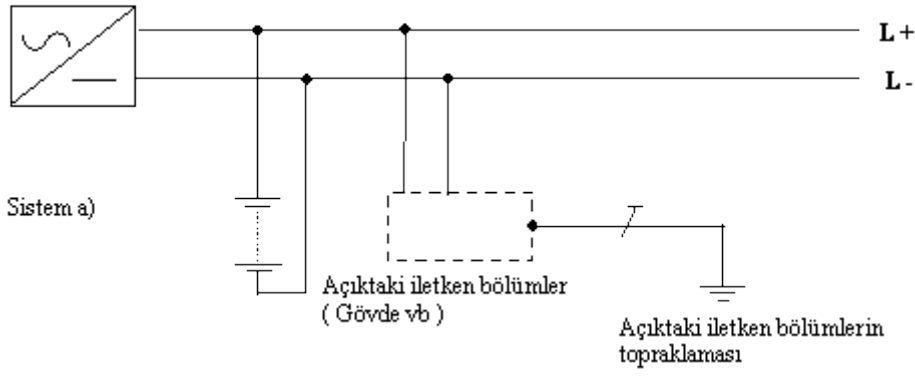 L +
L -
Sistem a)
Açıktaki iletken bölümler
( Gövde vb )
Açıktaki iletken bölümlerin
topraklaması